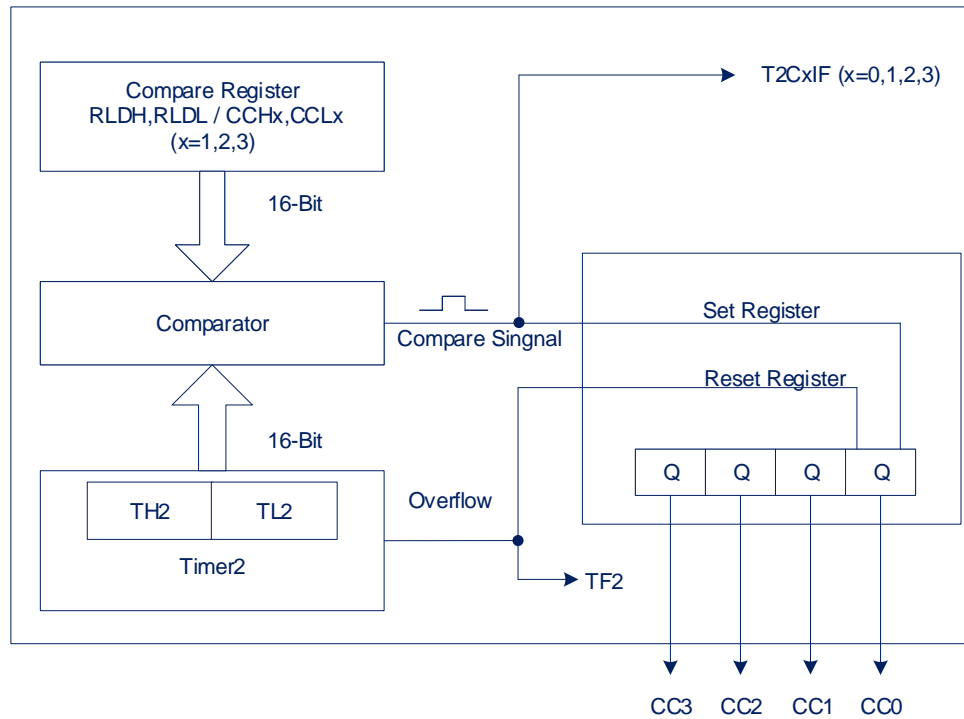 Compare Register
RLDH,RLDL / CCHx,CCLx
(x=1,2,3)
T2CxIF (x=0,1,2,3)
16-Bit
Comparator
Compare Singnal
Set Register
Reset Register
16-Bit
Q Q Q Q
TH2 TL2
Overflow
Timer2
TF2
CC3 CC2 CC1 CC0